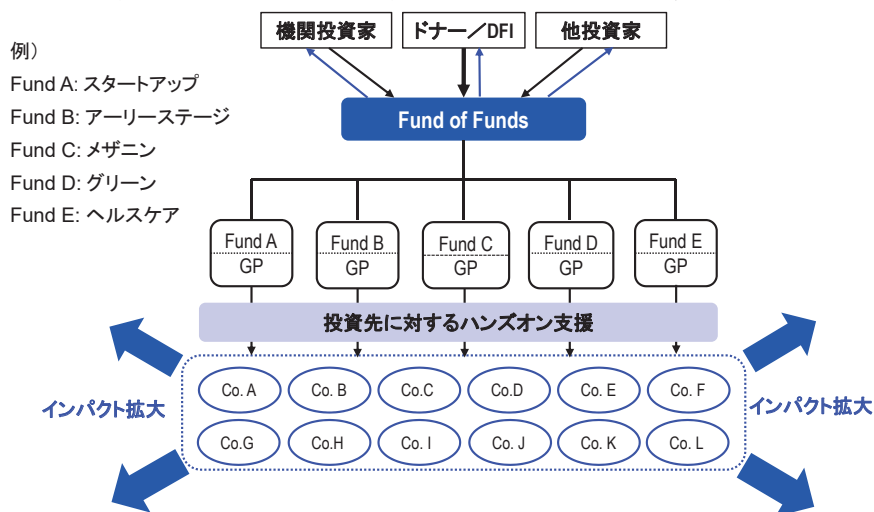 機関投資家
ドナー／DFI
他投資家
例）
Fund A: スタートアップ
Fund B: アーリーステージ
Fund C: メザニン
Fund D: グリーン
Fund E: ヘルスケア
Fund of Funds
Fund A
GP
Fund B
GP
Fund C
GP
Fund D
GP
Fund E
GP
投資先に対するハンズオン支援
Co. A
Co. B
Co.C
Co.D
Co. E
Co. F
インパクト拡大
インパクト拡大
Co.G
Co.H
Co. I
Co. J
Co. K
Co. L